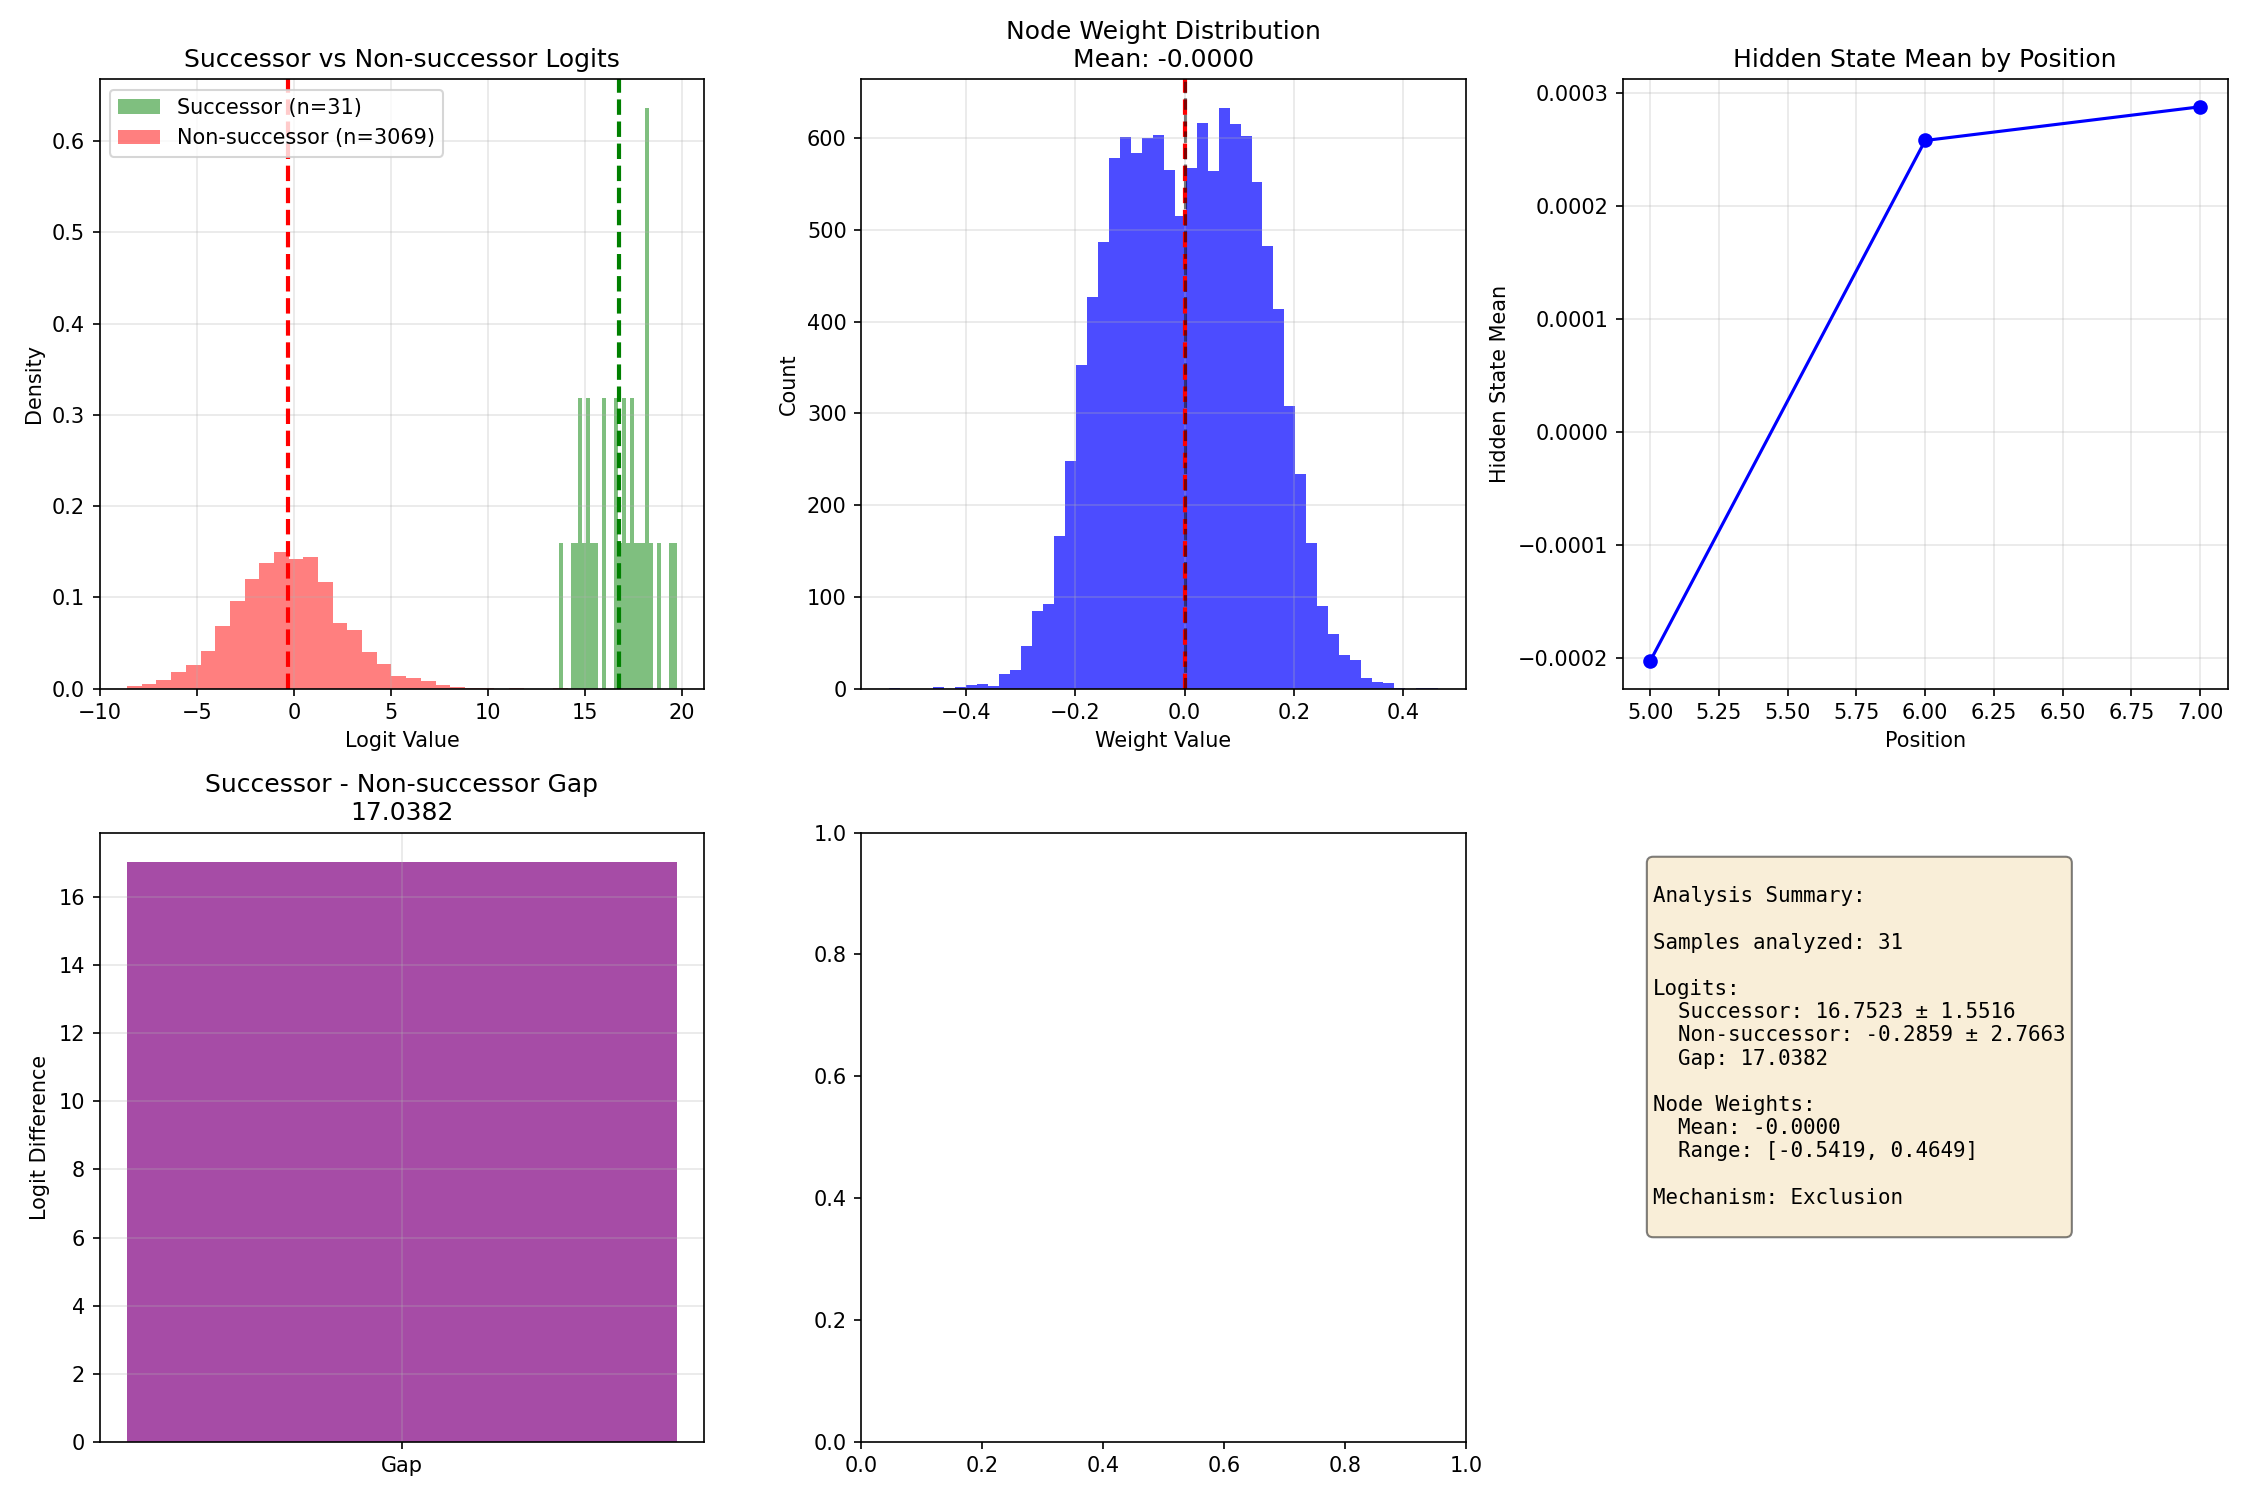 Successor vs Non-successor Logits
Successor (n=31)
Non-successor (n=3069)
0.6
0.5
0.4
0.3
0.2
0.1
0.0
Density
−10
−5
0
5
10
15
20
Logit Value
Node Weight Distribution
Mean: -0.0000
600
500
400
300
200
100
0
Count
−0.4
−0.2
0.0
0.2
0.4
Weight Value
Hidden State Mean by Position
0.0003
0.0002
0.0001
0.0000
−0.0001
−0.0002
Hidden State Mean
5.00
5.25
5.50
5.75
6.00
6.25
6.50
6.75
7.00
Position
Successor - Non-successor Gap
17.0382
16
14
12
10
8
6
4
2
0
Logit Difference
Gap
1.0
0.8
0.6
0.4
0.2
0.0
0.0
0.2
0.4
0.6
0.8
1.0
Analysis Summary:
Samples analyzed: 31
Logits:
Successor: 16.7523 ± 1.5516
Non-successor: -0.2859 ± 2.7663
Gap: 17.0382
Node Weights:
Mean: -0.0000
Range: [-0.5419, 0.4649]
Mechanism: Exclusion